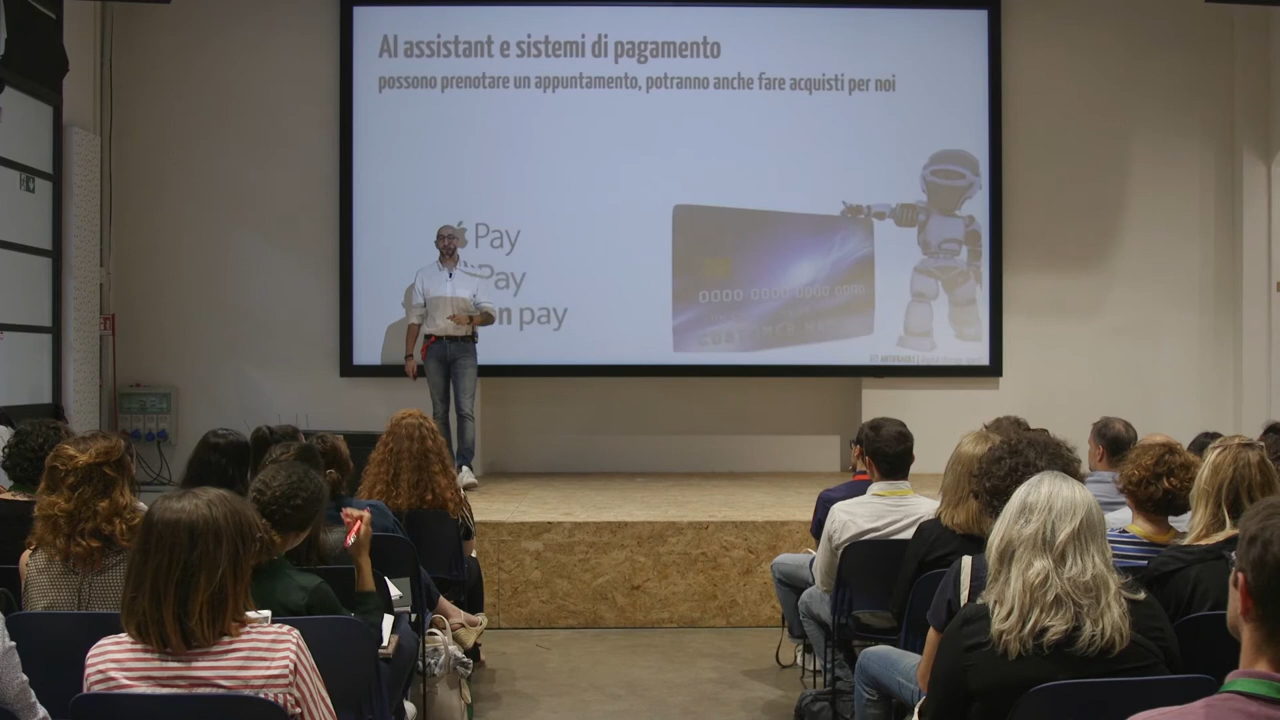 AI assistant e sistemi di pagamento
possono prenotare un appuntamento, potranno anche fare acquisti per noi
Pay
Pay
on pay
0000 0000 0000 0000